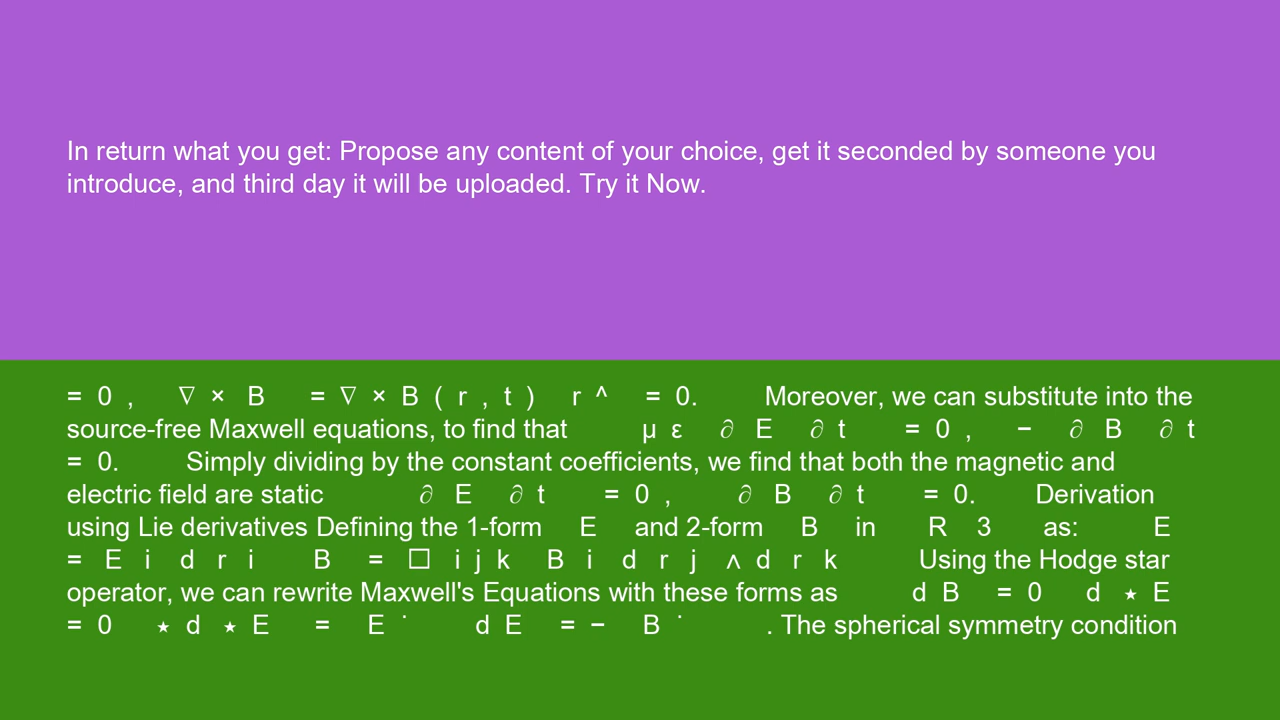 In return what you get: Propose any content of your choice, get it seconded by someone you
introduce, and third day it will be uploaded. Try it Now.
= 0 , ∇ × B = ∇ × B ( r , t ) r ^ = 0. Moreover, we can substitute into the
source-free Maxwell equations, to find that μ ε ∂ E ∂ t = 0 , − ∂ B ∂ t
= 0. Simply dividing by the constant coefficients, we find that both the magnetic and
electric field are static ∂ E ∂ t = 0 , ∂ B ∂ t = 0. Derivation
using Lie derivatives Defining the 1-form E and 2-form B in R 3 as: E
= E i d r i B = □ i j k B i d r j ∧ d r k Using the Hodge star
operator, we can rewrite Maxwell's Equations with these forms as d B = 0 d ⋆ E
= 0 ⋆ d ⋆ E = E ˙ d E = − B ˙ . The spherical symmetry condition